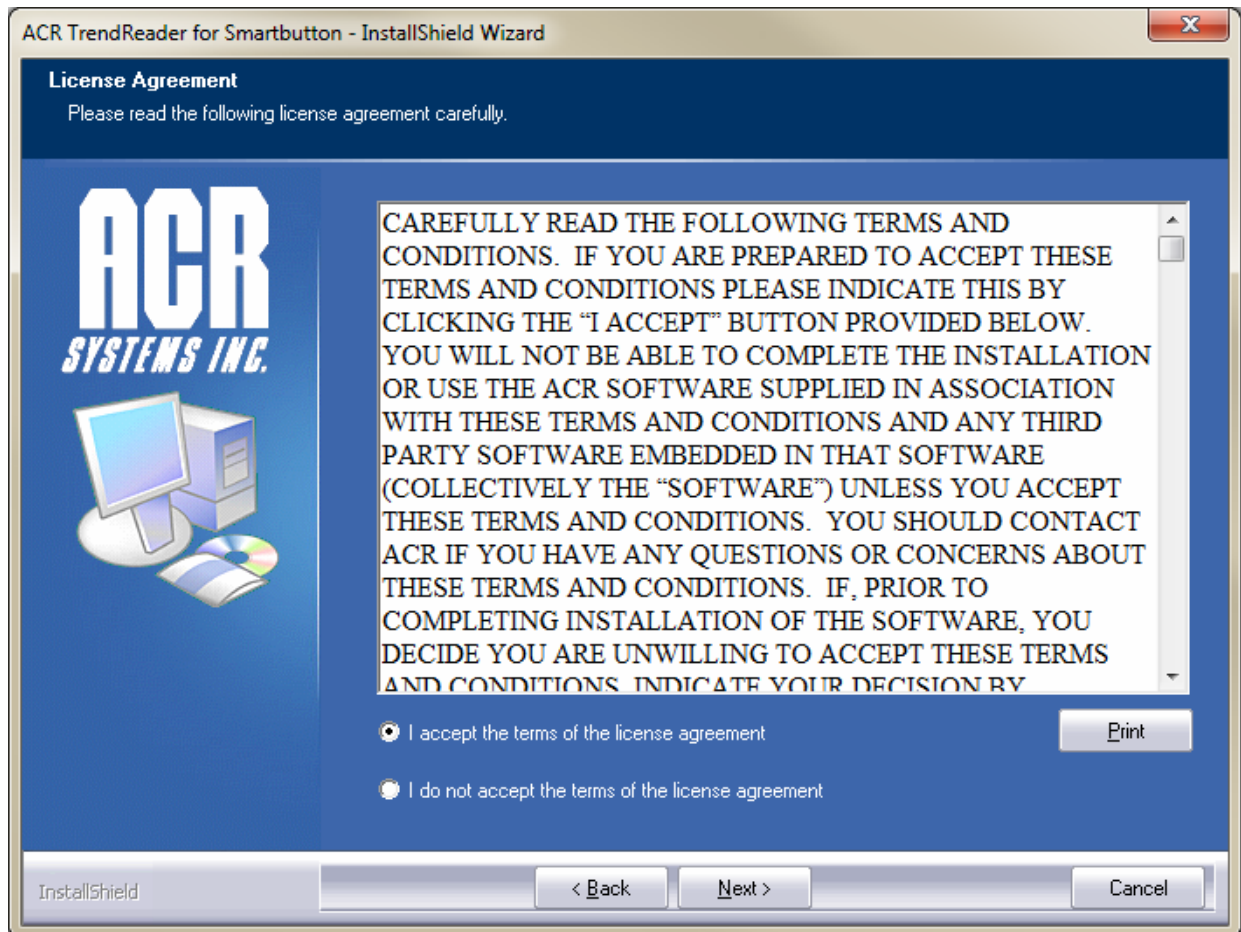 ACR TrendReader for Smartbutton - InstallShield Wizard
License Agreement
Please read the following license agreement carefully.
ACR
SYSTEMS INC.
CAREFULLY READ THE FOLLOWING TERMS AND
CONDITIONS.  IF YOU ARE PREPARED TO ACCEPT THESE
TERMS AND CONDITIONS PLEASE INDICATE THIS BY
CLICKING THE “I ACCEPT” BUTTON PROVIDED BELOW.
YOU WILL NOT BE ABLE TO COMPLETE THE INSTALLATION
OR USE THE ACR SOFTWARE SUPPLIED IN ASSOCIATION
WITH THESE TERMS AND CONDITIONS AND ANY THIRD
PARTY SOFTWARE EMBEDDED IN THAT SOFTWARE
(COLLECTIVELY THE “SOFTWARE”) UNLESS YOU ACCEPT
THESE TERMS AND CONDITIONS.  YOU SHOULD CONTACT
ACR IF YOU HAVE ANY QUESTIONS OR CONCERNS ABOUT
THESE TERMS AND CONDITIONS.  IF, PRIOR TO
COMPLETING INSTALLATION OF THE SOFTWARE, YOU
DECIDE YOU ARE UNWILLING TO ACCEPT THESE TERMS
AND CONDITIONS, INDICATE YOUR DECISION BY
I accept the terms of the license agreement
Print
I do not accept the terms of the license agreement
InstallShield
< Back
Next >
Cancel